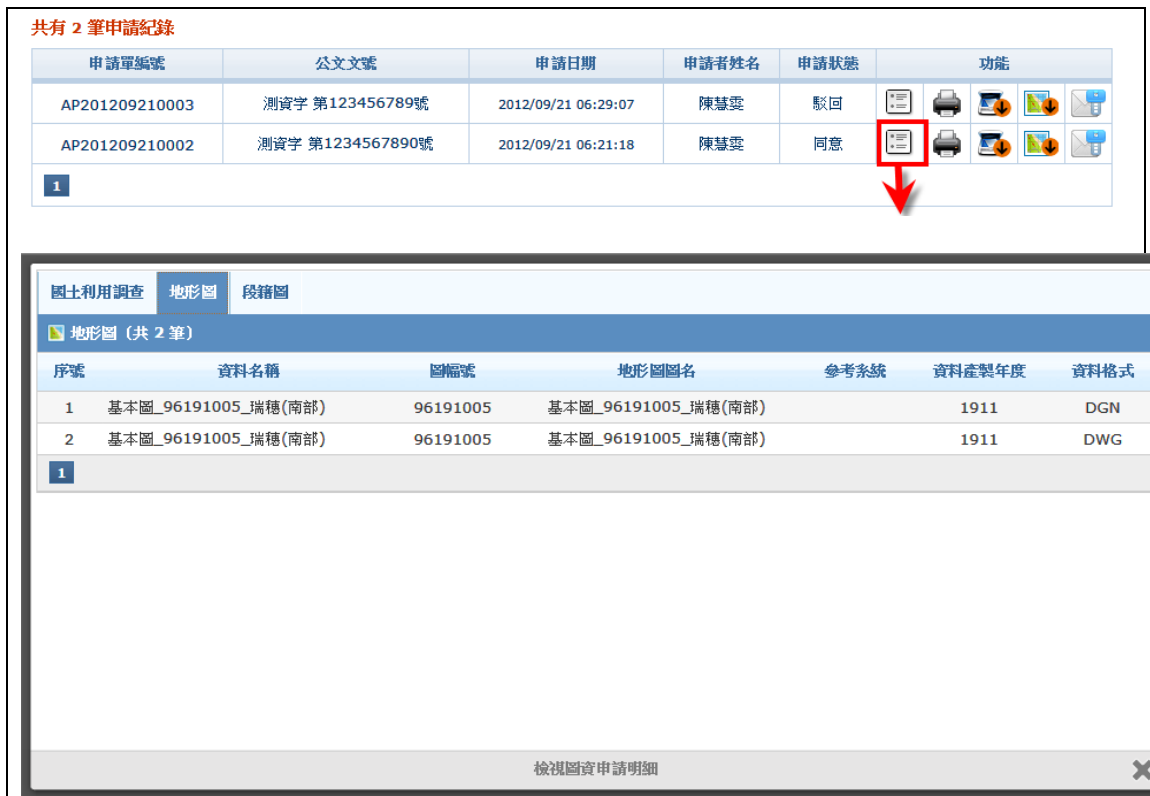 共有 2 筆申請紀錄
申請單編號 公文文號 申請日期 申請者姓名 申請狀態 功能
AP201209210003 測資字 第123456789號 2012/09/21 06:29:07 陳慧雯 駁回
AP201209210002 測資字 第1234567890號 2012/09/21 06:21:18 陳慧雯 同意
1
國土利用調查 地形圖 段籍圖
地形圖（共 2 筆）
序號 資料名稱 圖幅號 地形圖圖名 參考系統 資料產製年度 資料格式
1 基本圖_96191005_瑞穗(南部) 96191005 基本圖_96191005_瑞穗(南部) 1911 DGN
2 基本圖_96191005_瑞穗(南部) 96191005 基本圖_96191005_瑞穗(南部) 1911 DWG
1
檢視圖資申請明細